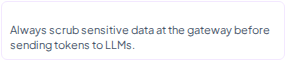 Always scrub sensitive data at the gateway before
sending tokens to LLMs.